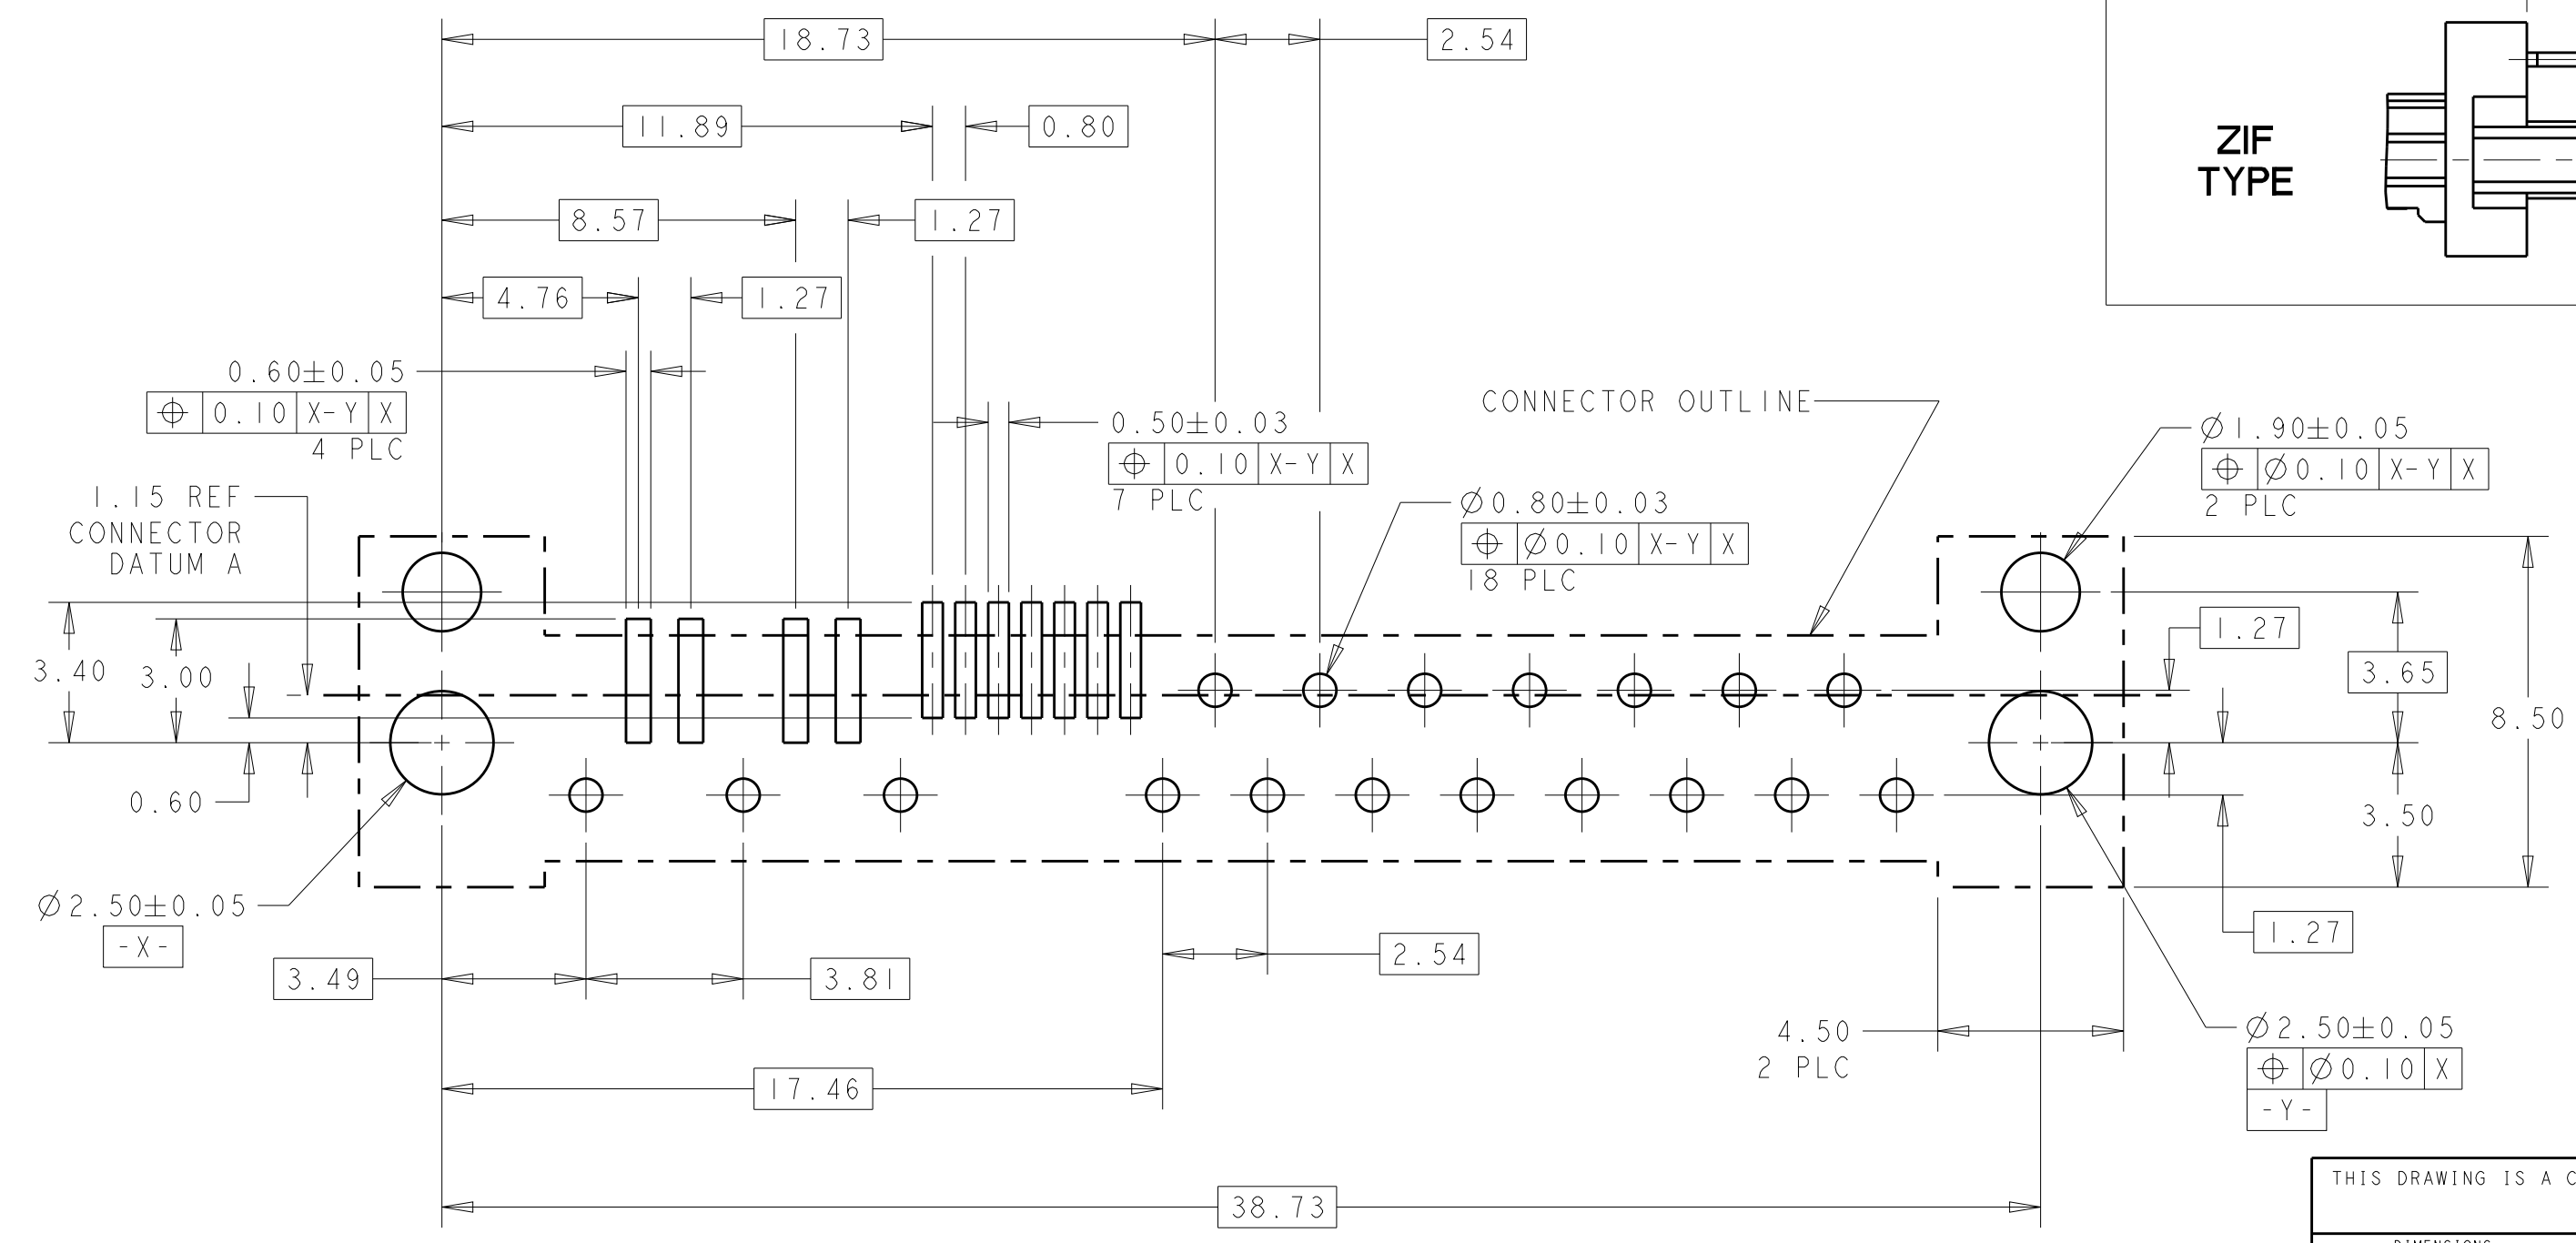 18.73
2.54
11.89
0.80
ZIF
TYPE
8.57
1.27
4.76
1.27
0.60±0.05
⌖ 0.10 X-Y X
4 PLC
CONNECTOR OUTLINE
0.50±0.03
⌖ 0.10 X-Y X
7 PLC
Ø1.90±0.05
⌖ Ø0.10 X-Y X
2 PLC
1.15 REF
CONNECTOR
DATUM A
Ø0.80±0.03
⌖ Ø0.10 X-Y X
18 PLC
1.27
3.40
3.00
3.65
8.50
0.60
3.50
Ø2.50±0.05
-X-
1.27
2.54
3.49
3.81
4.50
2 PLC
Ø2.50±0.05
⌖ Ø0.10 X
-Y-
17.46
38.73
THIS DRAWING IS A C
DIMENSIONS